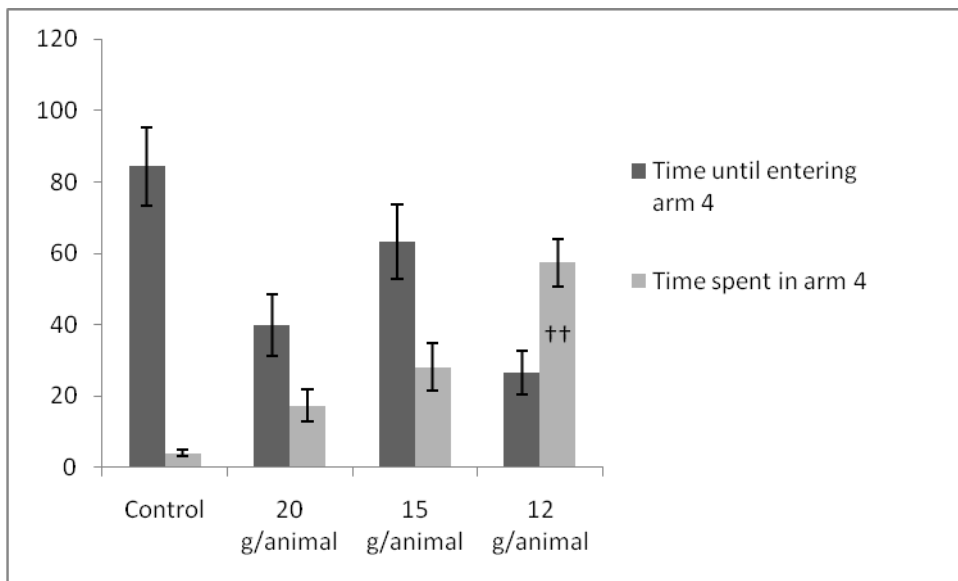 120
100
80
60
40
20
0
††
Control
20
g/animal
15
g/animal
12
g/animal
Time until entering
arm 4
Time spent in arm 4